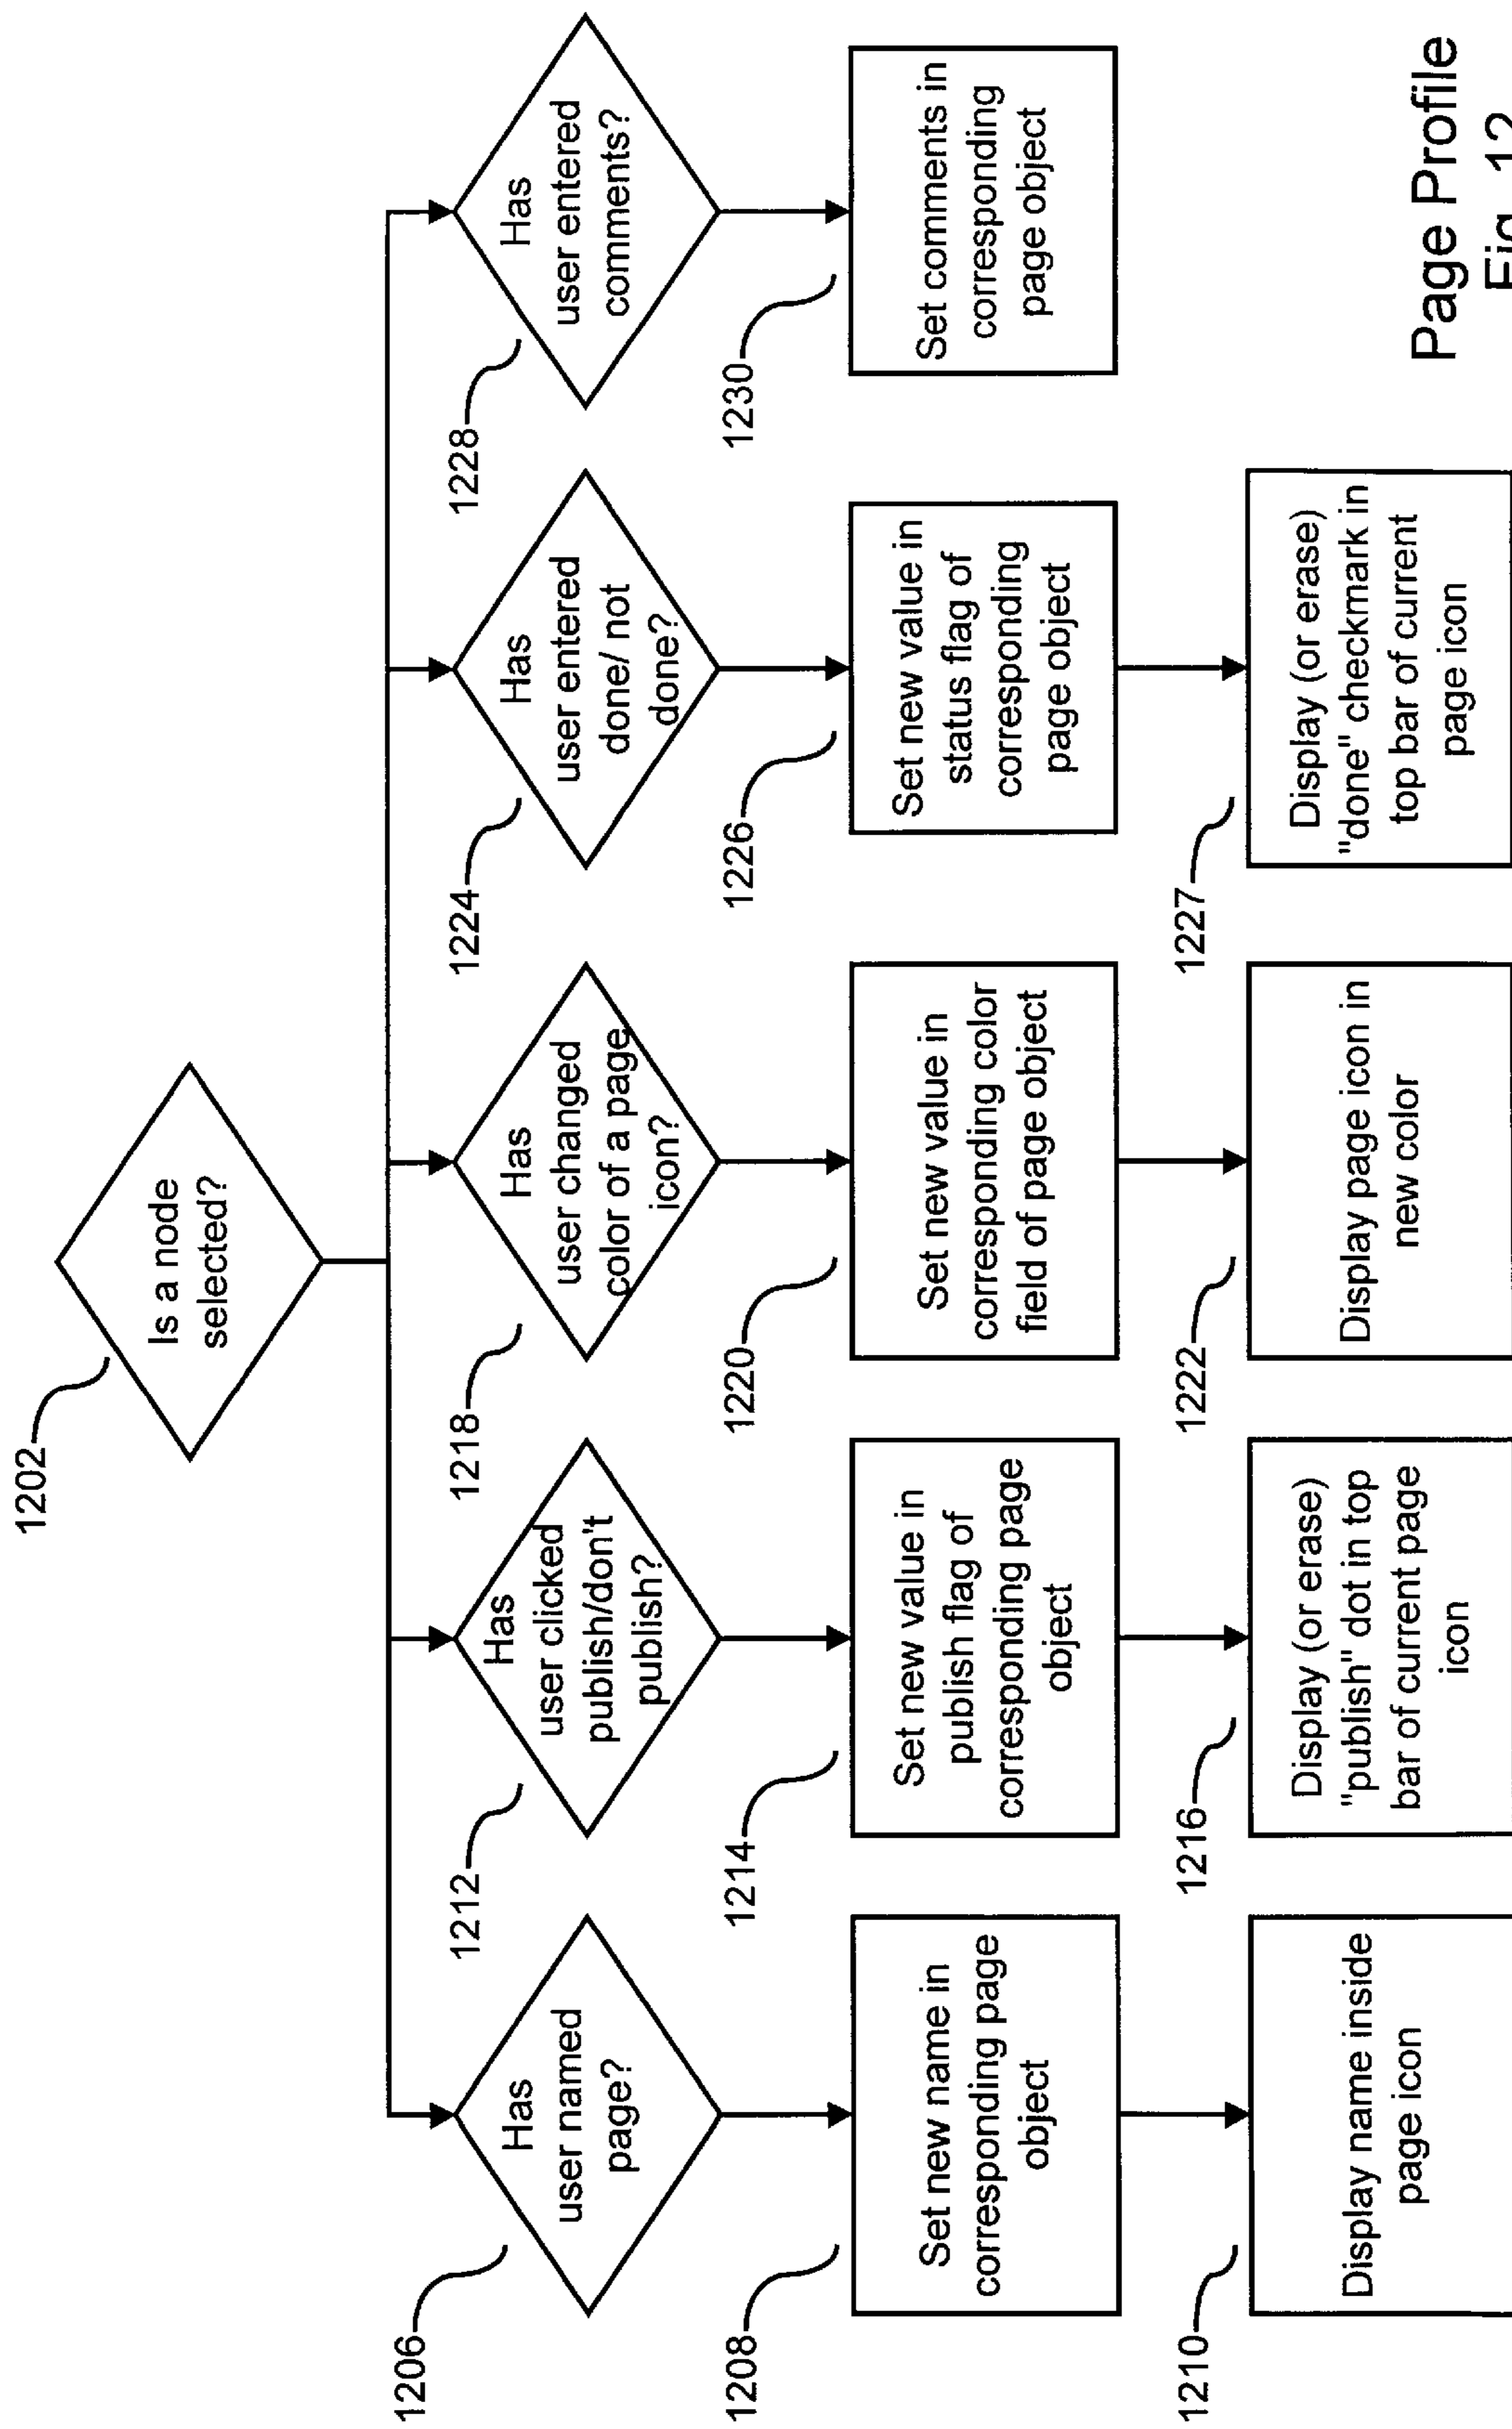 1202
Is a node
selected?
1206
Has
user named
page?
1212
Has
user clicked
publish/don't
publish?
1218
Has
user changed
color of a page
icon?
1224
Has
user entered
done/ not
done?
1228
Has
user entered
comments?
1208
Set new name in
corresponding page
object
1214
Set new value in
publish flag of
corresponding page
object
1220
Set new value in
corresponding color
field of page object
1226
Set new value in
status flag of
corresponding
page object
1230
Set comments in
corresponding
page object
1210
Display name inside
page icon
1216
Display (or erase)
"publish" dot in top
bar of current page
icon
1222
Display page icon in
new color
1227
Display (or erase)
"done" checkmark in
top bar of current
page icon
Page Profile
Fig. 12